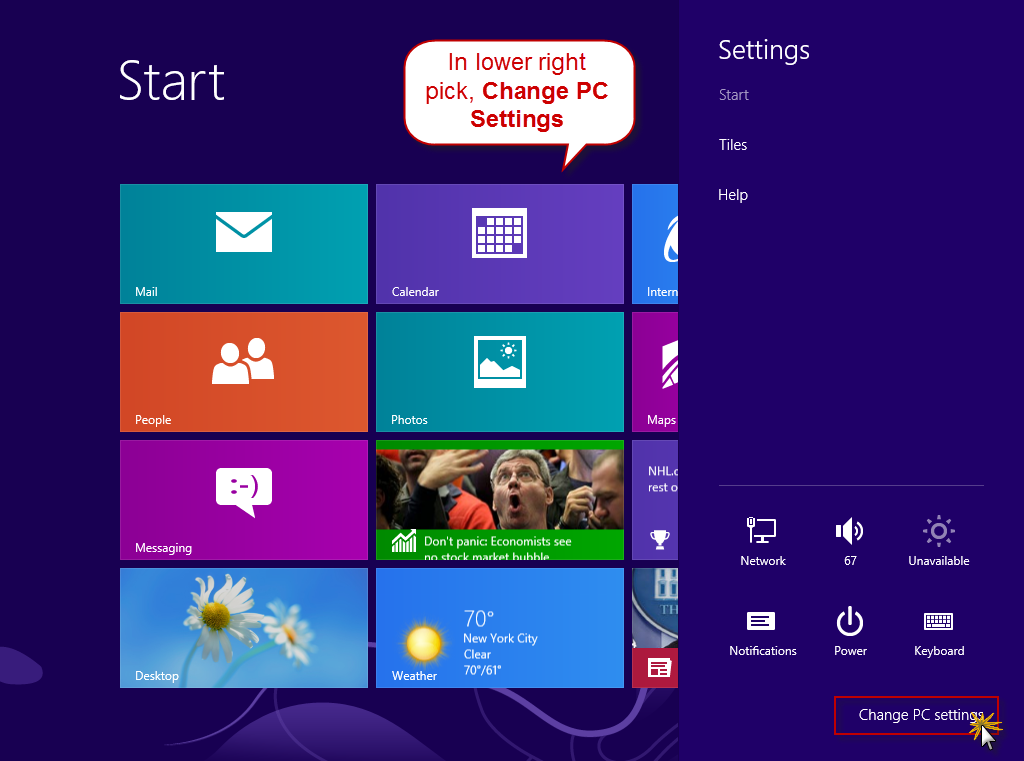 Start
In lower right
pick, Change PC
Settings
Mail
Calendar
Intern
People
Photos
Maps
Messaging
Don't panic: Economists see
no stock market bubble
NHL.c
rest o
Desktop
70°
New York City
Clear
70°/61°
Weather
TH
Settings
Start
Tiles
Help
Network
67
Unavailable
Notifications
Power
Keyboard
Change PC settings